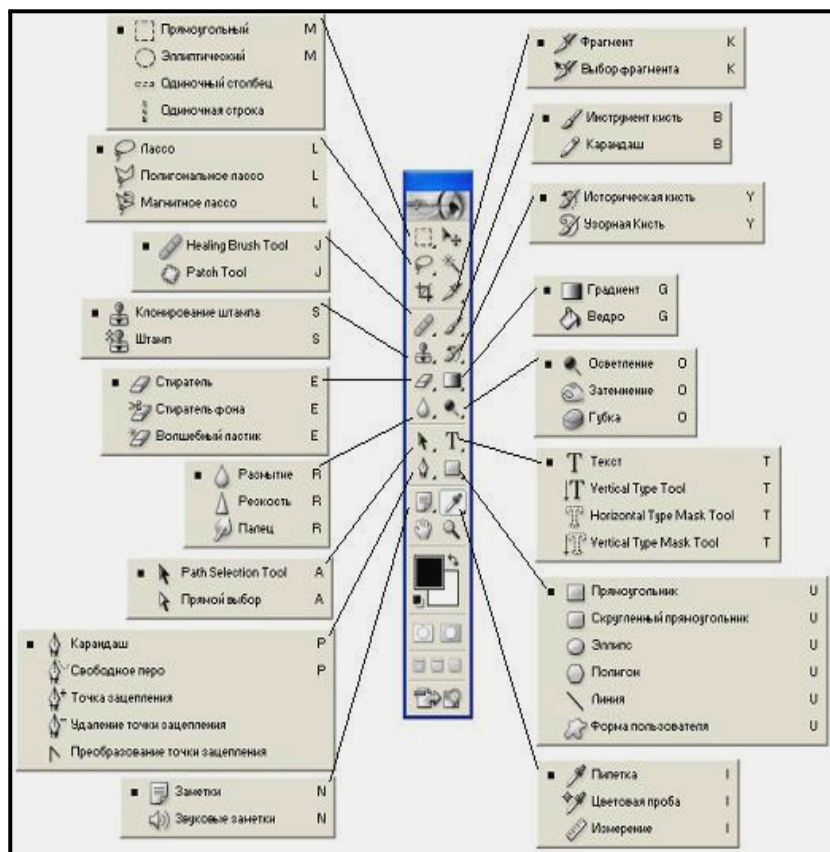 Прямоугольный M
Эллиптический M
Одиночный столбец
Одиночная строка
Лассо L
Полигональное лассо L
Магнитное лассо L
Healing Brush Tool J
Patch Tool J
Клонирование штампа S
Штамп S
Стиратель E
Стиратель фона E
Волшебный ластик E
Размытие R
Резкость R
Палец R
Path Selection Tool A
Прямой выбор A
Карандаш P
Свободное перо P
Точка зацепления
Удаление точки зацепления
Преобразование точки зацепления
Заметки N
Звуковые заметки N
Фрагмент K
Выбор фрагмента K
Инструмент кисть B
Карандаш B
Историческая кисть Y
Узорная Кисть Y
Градиент G
Ведро G
Осветление O
Затемнение O
Губка O
T Текст T
Vertical Type Tool T
Horizontal Type Mask Tool T
Vertical Type Mask Tool T
Прямоугольник U
Скругленный прямоугольник U
Эллипс U
Полигон U
Линия U
Форма пользователя U
Пипетка I
Цветовая проба I
Измерение I